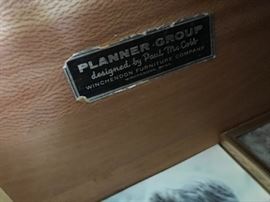 PLANNER GROUP
designed by Paul McCobb
WINCHENDON FURNITURE COMPANY